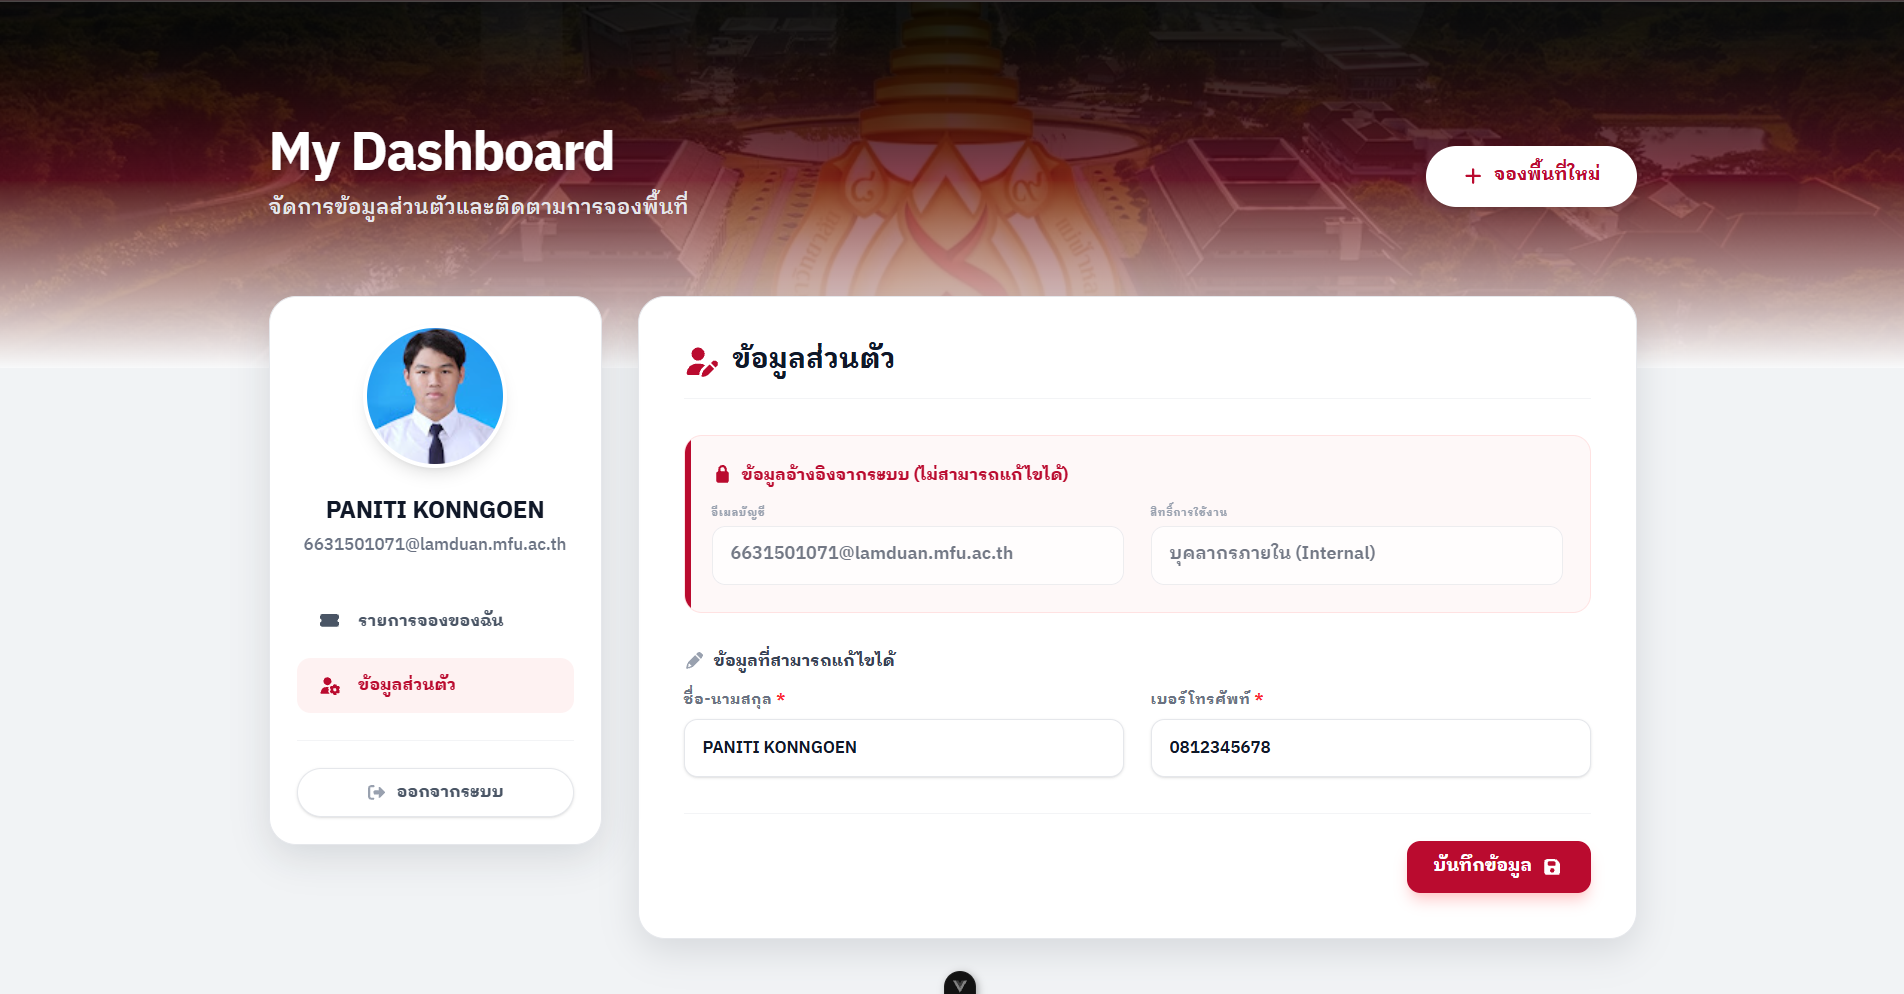 My Dashboard
จัดการข้อมูลส่วนตัวและติดตามการจองพื้นที่
จองพื้นที่ใหม่
PANITI KONNGOEN
6631501071@lamduan.mfu.ac.th
รายการจองของฉัน
ข้อมูลส่วนตัว
ออกจากระบบ
ข้อมูลส่วนตัว
ข้อมูลอ้างอิงจากระบบ (ไม่สามารถแก้ไขได้)
อีเมลบัญชี
สิทธิ์การใช้งาน
6631501071@lamduan.mfu.ac.th
บุคลากรภายใน (Internal)
ข้อมูลที่สามารถแก้ไขได้
ชื่อ-นามสกุล *
เบอร์โทรศัพท์ *
PANITI KONNGOEN
0812345678
บันทึกข้อมูล